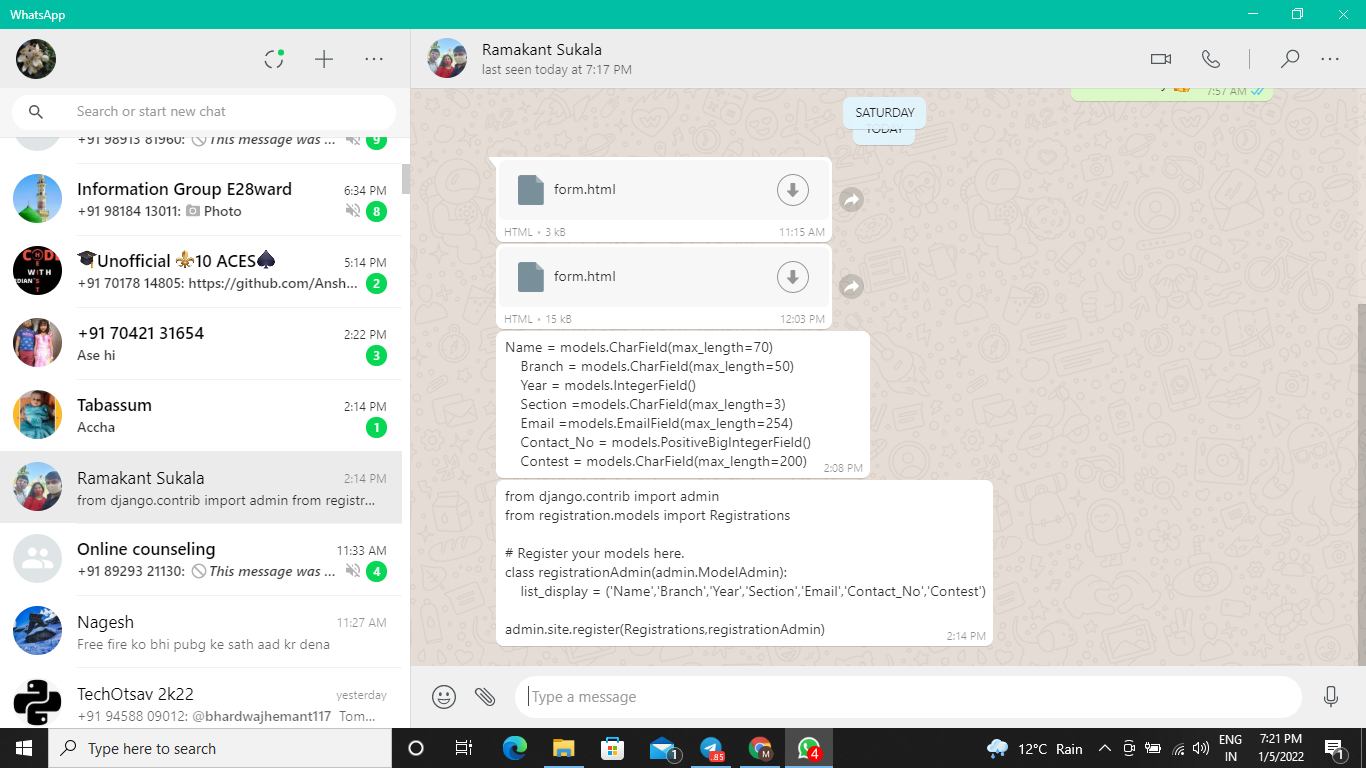 WhatsApp
Search or start new chat
+91 98913 81960: This message was ...
9
Information Group E28ward
6:34 PM
+91 98184 13011: Photo
8
🎓Unofficial ⚜10 ACES♠
5:14 PM
+91 70178 14805: https://github.com/Ansh...
2
+91 70421 31654
2:22 PM
Ase hi
3
Tabassum
2:14 PM
Accha
1
Ramakant Sukala
2:14 PM
from django.contrib import admin from registr...
Online counseling
11:33 AM
+91 89293 21130: This message was ...
4
Nagesh
11:27 AM
Free fire ko bhi pubg ke sath aad kr dena
TechOtsav 2k22
yesterday
+91 94588 09012: @bhardwajhemant117 Tom...
Ramakant Sukala
last seen today at 7:17 PM
7:57 AM
SATURDAY
TODAY
form.html
HTML • 3 kB
11:15 AM
form.html
HTML • 15 kB
12:03 PM
Name = models.CharField(max_length=70)
Branch = models.CharField(max_length=50)
Year = models.IntegerField()
Section =models.CharField(max_length=3)
Email =models.EmailField(max_length=254)
Contact_No = models.PositiveBigIntegerField()
Contest = models.CharField(max_length=200)
2:08 PM
from django.contrib import admin
from registration.models import Registrations
# Register your models here.
class registrationAdmin(admin.ModelAdmin):
list_display = ('Name','Branch','Year','Section','Email','Contact_No','Contest')
admin.site.register(Registrations,registrationAdmin)
2:14 PM
Type a message
Type here to search
1
.85
M
4
12°C Rain
ENG
IN
7:21 PM
1/5/2022
1